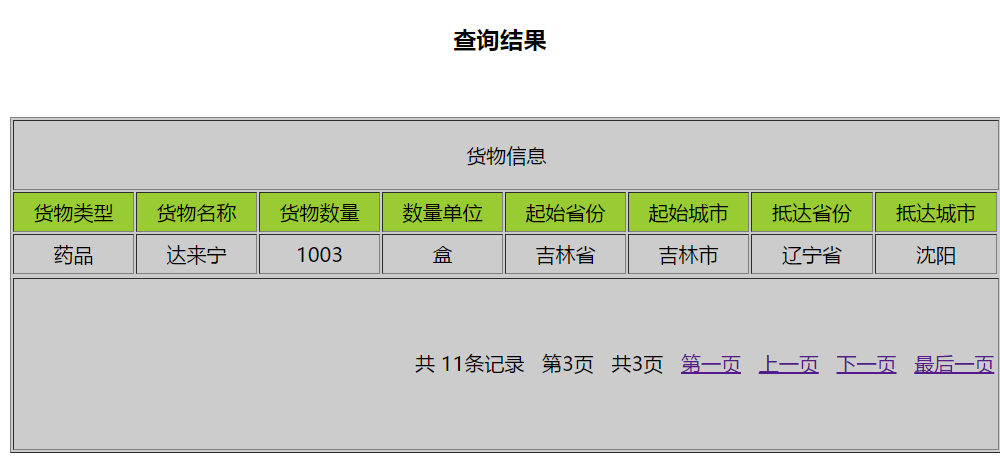 查询结果
货物信息
货物类型 货物名称 货物数量 数量单位 起始省份 起始城市 抵达省份 抵达城市
药品 达来宁 1003 盒 吉林省 吉林市 辽宁省 沈阳
共 11条记录 第3页 共3页 第一页 上一页 下一页 最后一页